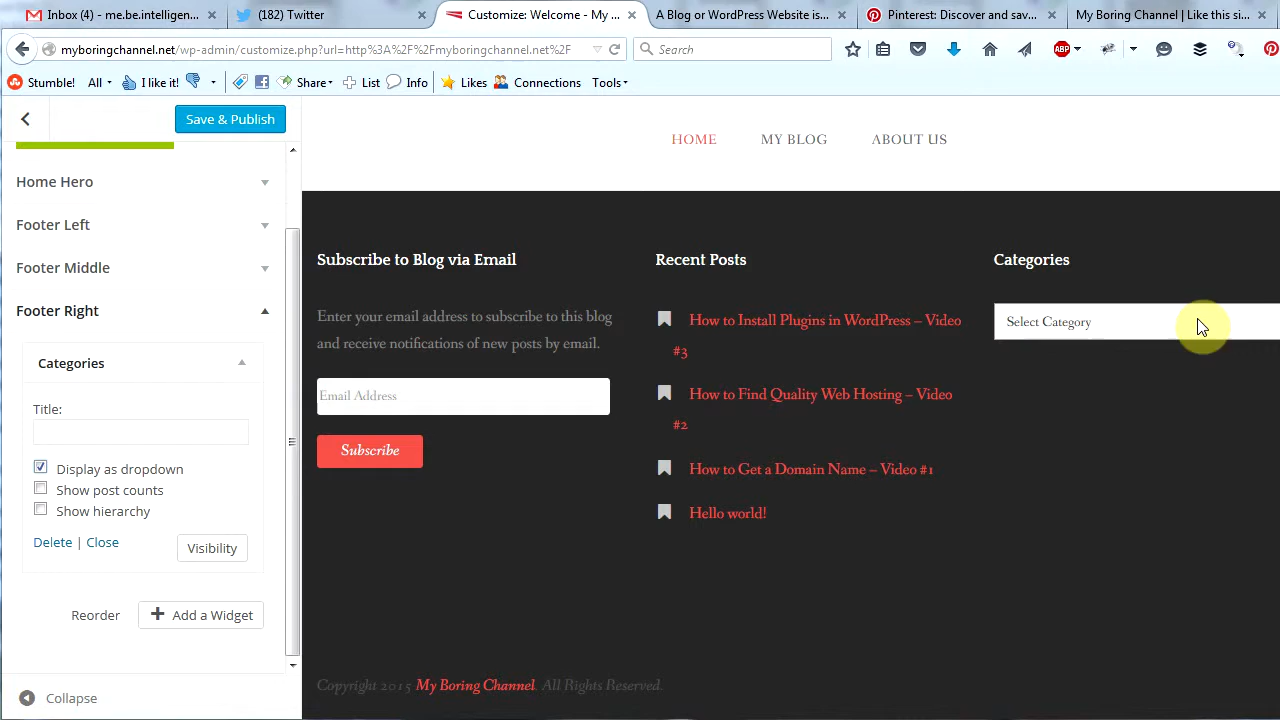 Inbox (4) - me.be.intelligen...
(182) Twitter
Customize: Welcome - My ...
A Blog or WordPress Website is...
Pinterest: Discover and sav...
My Boring Channel | Like this si...
myboringchannel.net/wp-admin/customize.php?url=http%3A%2F%2Fmyboringchannel.net%2F
Search
ABP
Stumble! All I like it! Share List Info Likes Connections Tools
Save & Publish
Home Hero
Footer Left
Footer Middle
Footer Right
Categories
Title:
Display as dropdown
Show post counts
Show hierarchy
Delete | Close
Visibility
Reorder
Add a Widget
Collapse
HOME MY BLOG ABOUT US
Subscribe to Blog via Email
Enter your email address to subscribe to this blog
and receive notifications of new posts by email.
Email Address
Subscribe
Recent Posts
How to Install Plugins in WordPress – Video
#3
How to Find Quality Web Hosting – Video
#2
How to Get a Domain Name – Video #1
Hello world!
Categories
Select Category
Copyright 2015 My Boring Channel. All Rights Reserved.